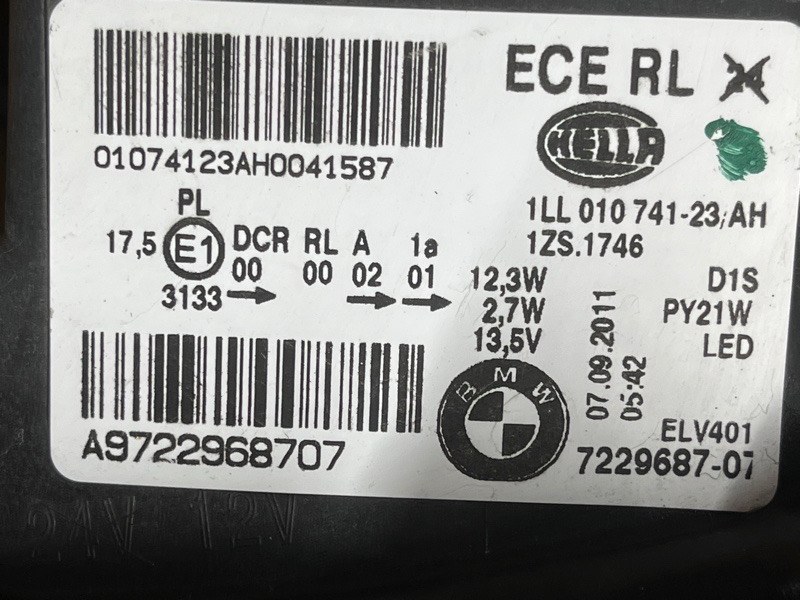 ECE RL 24
HELLA
01074123AH0041587
1LL 010 741-23, AH
1ZS.1746
PL
17,5 E1 DCR RL A 1a
00 00 02 01
3133
12,3W D1S
2,7W PY21W
13,5V LED
07.09.2011
05:42
BMW
ELV401
7229687-07
A9722968707